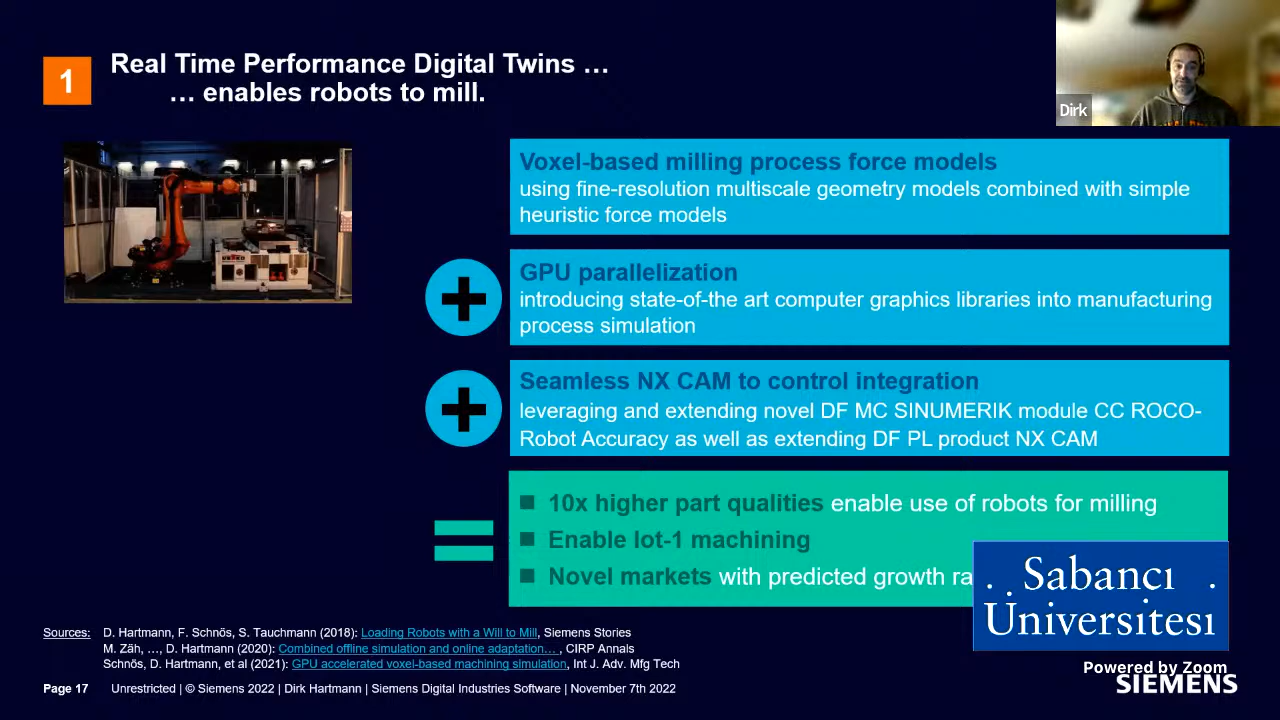 1
Real Time Performance Digital Twins …
… enables robots to mill.
Dirk
Voxel-based milling process force models
using fine-resolution multiscale geometry models combined with simple
heuristic force models
GPU parallelization
introducing state-of-the art computer graphics libraries into manufacturing
process simulation
Seamless NX CAM to control integration
leveraging and extending novel DF MC SINUMERIK module CC ROCO-
Robot Accuracy as well as extending DF PL product NX CAM
■ 10x higher part qualities enable use of robots for milling
■ Enable lot-1 machining
■ Novel markets with predicted growth
Sabancı
Üniversitesi
Sources: D. Hartmann, F. Schnös, S. Tauchmann (2018): Loading Robots with a Will to Mill, Siemens Stories
M. Zäh, …, D. Hartmann (2020): Combined offline simulation and online adaptation… , CIRP Annals
Schnös, D. Hartmann, et al (2021): GPU accelerated voxel-based machining simulation, Int J. Adv. Mfg Tech
Powered by Zoom
SIEMENS
Page 17 Unrestricted | © Siemens 2022 | Dirk Hartmann | Siemens Digital Industries Software | November 7th 2022